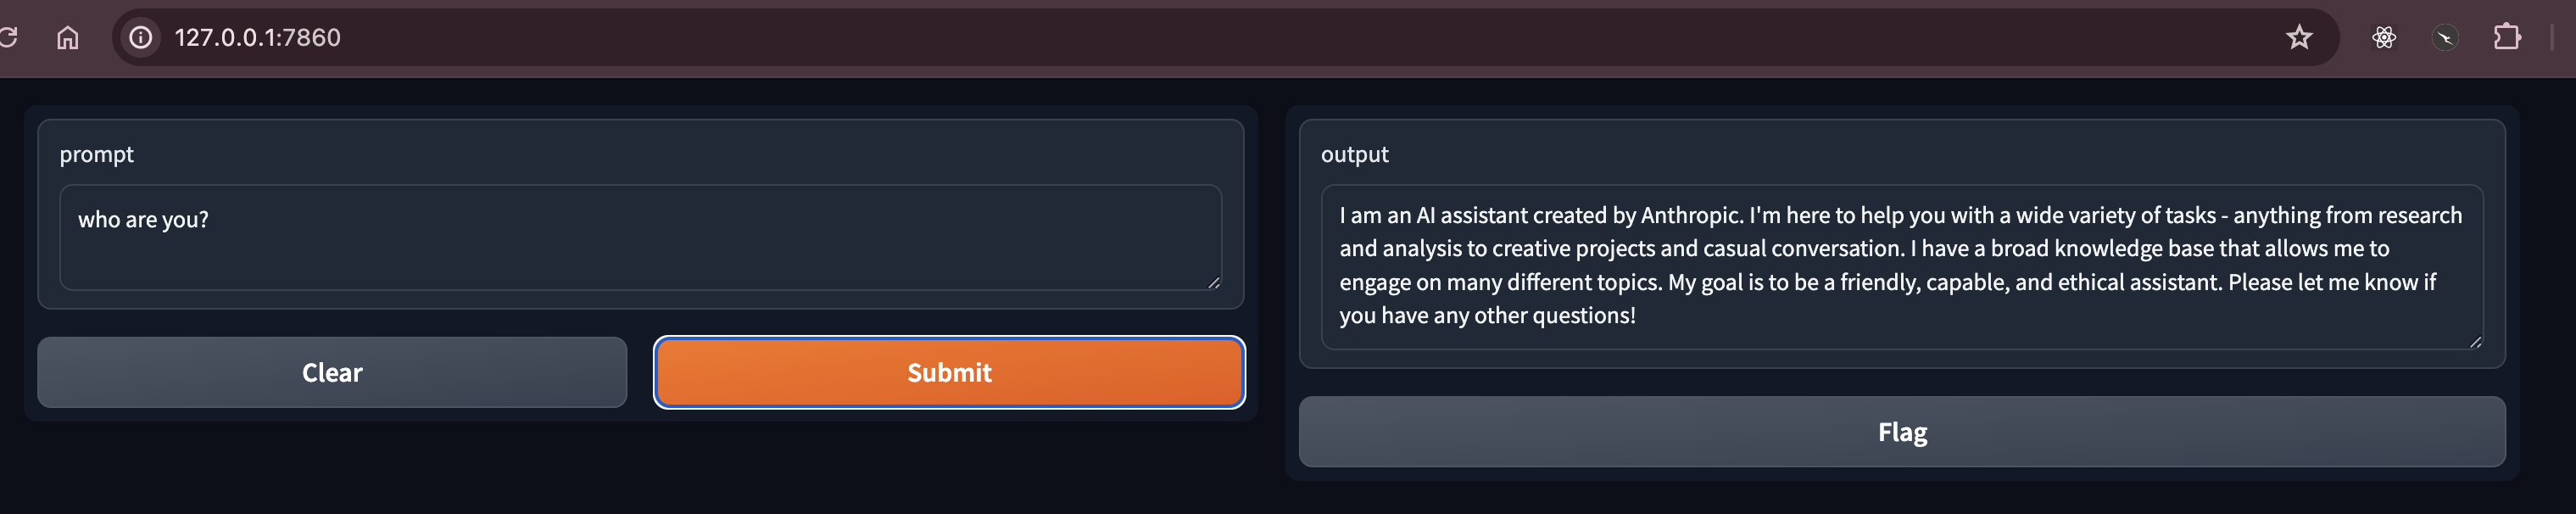 127.0.0.1:7860
prompt
who are you?
Clear
Submit
output
I am an AI assistant created by Anthropic. I'm here to help you with a wide variety of tasks - anything from research
and analysis to creative projects and casual conversation. I have a broad knowledge base that allows me to
engage on many different topics. My goal is to be a friendly, capable, and ethical assistant. Please let me know if
you have any other questions!
Flag